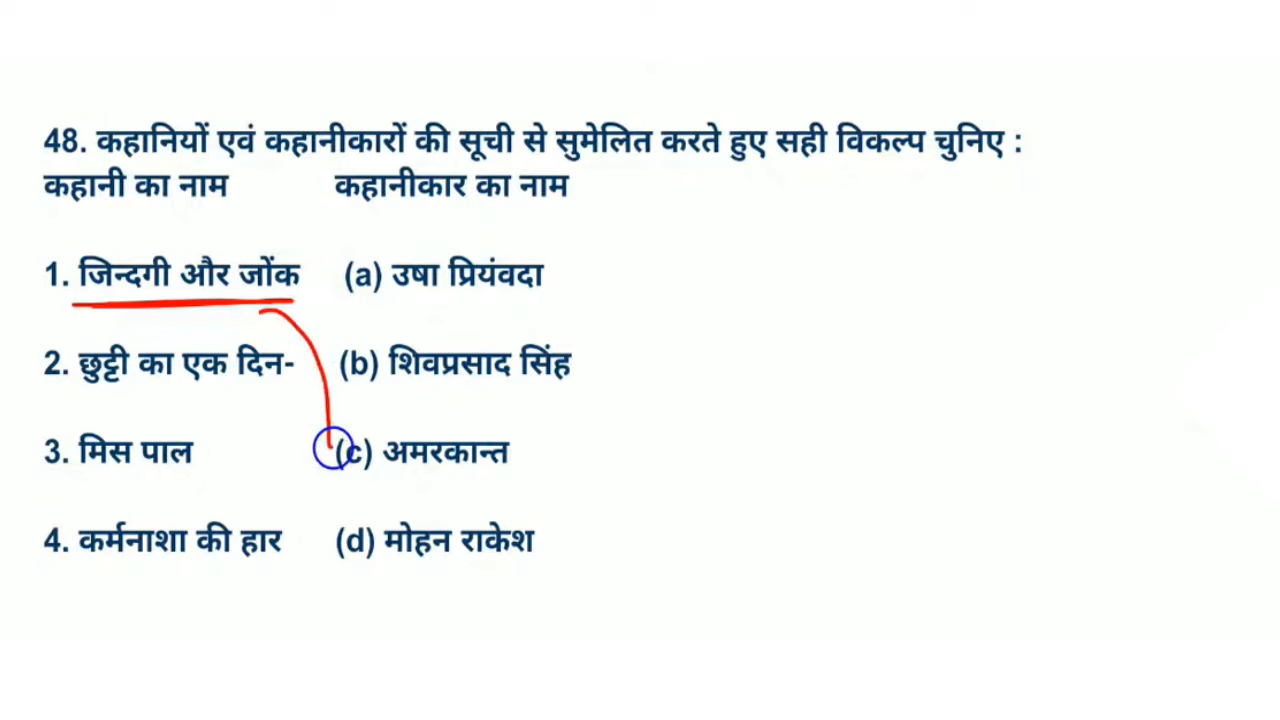 48. कहानियों एवं कहानीकारों की सूची से सुमेलित करते हुए सही विकल्प चुनिए :
कहानी का नाम कहानीकार का नाम
1. जिन्दगी और जोंक (a) उषा प्रियंवदा
2. छुट्टी का एक दिन- (b) शिवप्रसाद सिंह
3. मिस पाल (c) अमरकान्त
4. कर्मनाशा की हार (d) मोहन राकेश